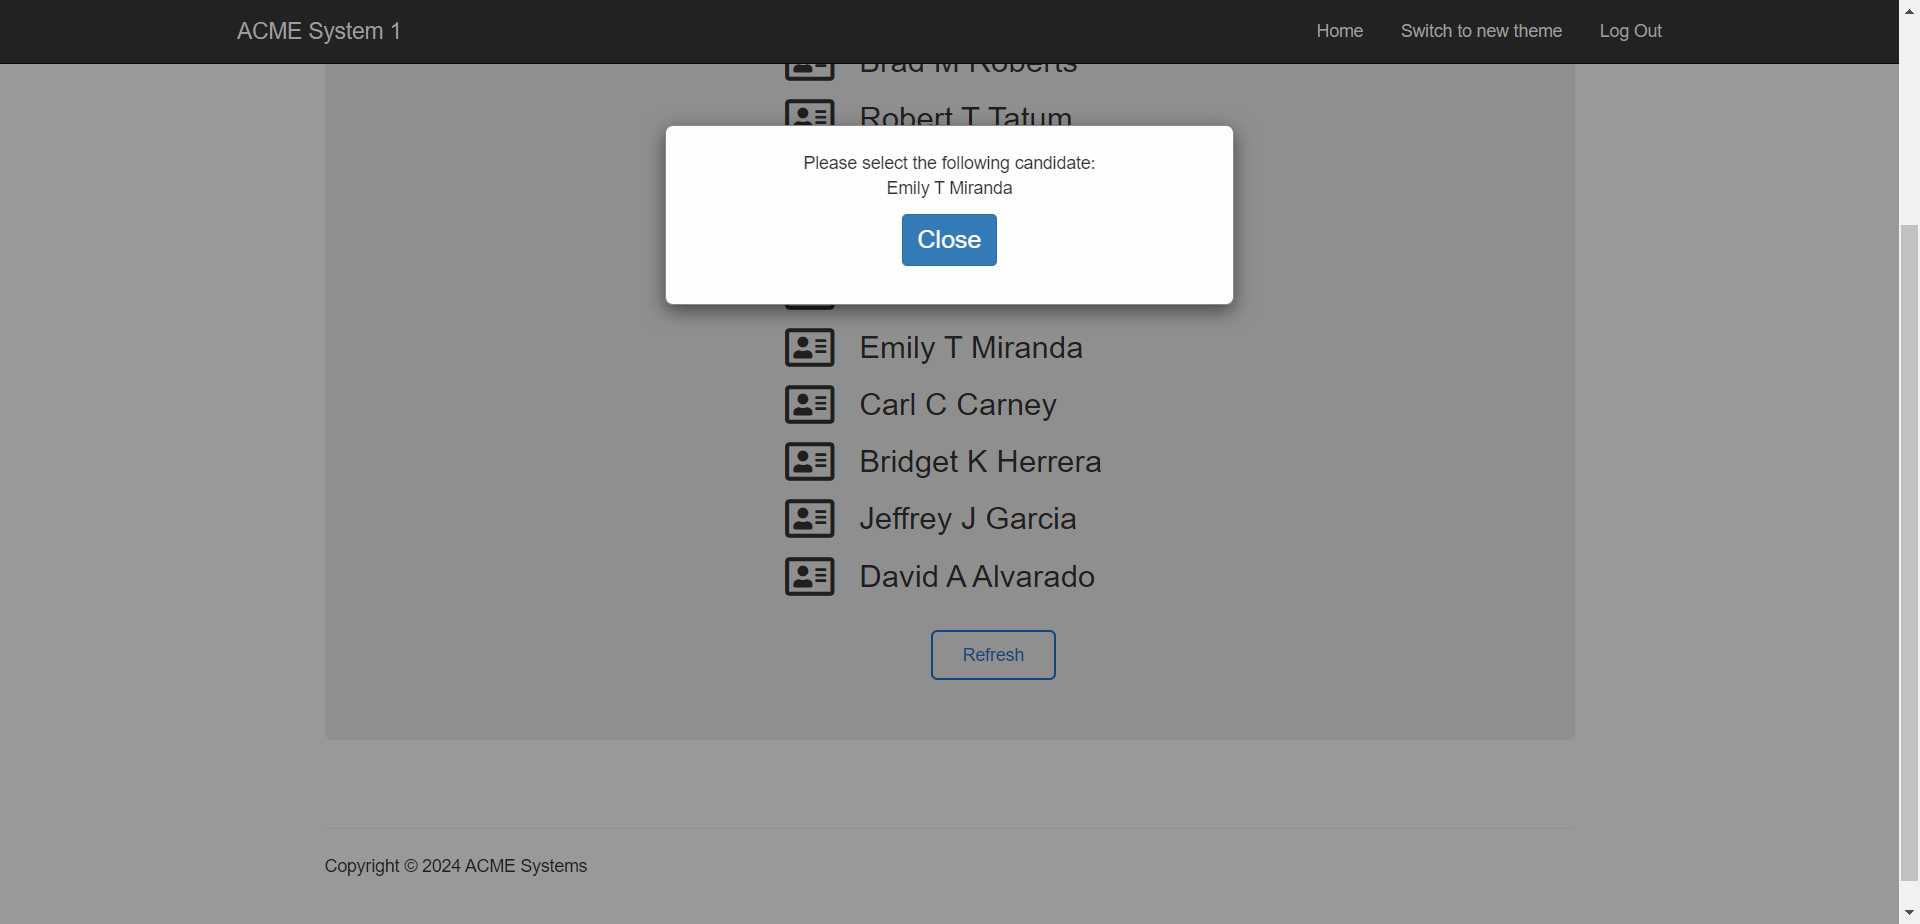 ACME System 1
Home
Switch to new theme
Log Out
Brad M Roberts
Robert T Tatum
Please select the following candidate:
Emily T Miranda
Close
Emily T Miranda
Carl C Carney
Bridget K Herrera
Jeffrey J Garcia
David A Alvarado
Refresh
Copyright © 2024 ACME Systems